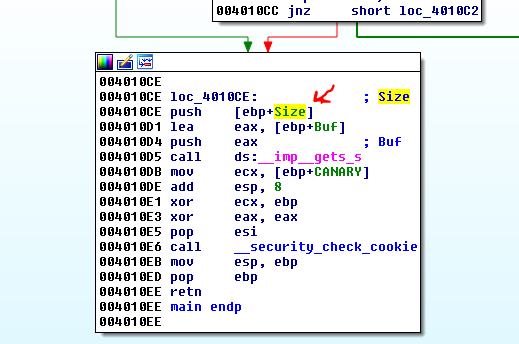 004010CC jnz short loc_4010C2
004010CE
004010CE loc_4010CE: ; Size
004010CE push [ebp+Size]
004010D1 lea eax, [ebp+Buf]
004010D4 push eax ; Buf
004010D5 call ds:__imp__gets_s
004010DB mov ecx, [ebp+CANARY]
004010DE add esp, 8
004010E1 xor ecx, ebp
004010E3 xor eax, eax
004010E5 pop esi
004010E6 call __security_check_cookie
004010EB mov esp, ebp
004010ED pop ebp
004010EE retn
004010EE main endp
004010EE